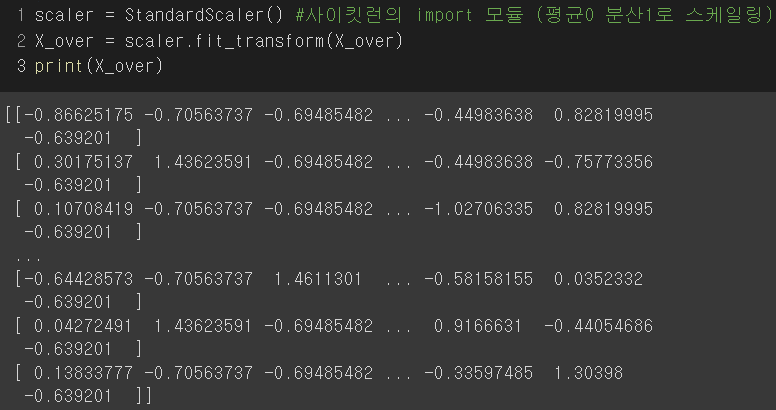 1 scaler = StandardScaler() #사이킷런의 import 모듈 (평균0 분산1로 스케일링)
2 X_over = scaler.fit_transform(X_over)
3 print(X_over)
[[-0.86625175 -0.70563737 -0.69485482 ... -0.44983638  0.82819995
  -0.639201  ]
 [ 0.30175137  1.43623591 -0.69485482 ... -0.44983638 -0.75773356
  -0.639201  ]
 [ 0.10708419 -0.70563737 -0.69485482 ... -1.02706335  0.82819995
  -0.639201  ]
 ...
 [-0.64428573 -0.70563737  1.4611301  ... -0.58158155  0.0352332
  -0.639201  ]
 [ 0.04272491  1.43623591 -0.69485482 ...  0.9166631  -0.44054686
  -0.639201  ]
 [ 0.13833777 -0.70563737 -0.69485482 ... -0.33597485  1.30398
  -0.639201  ]]